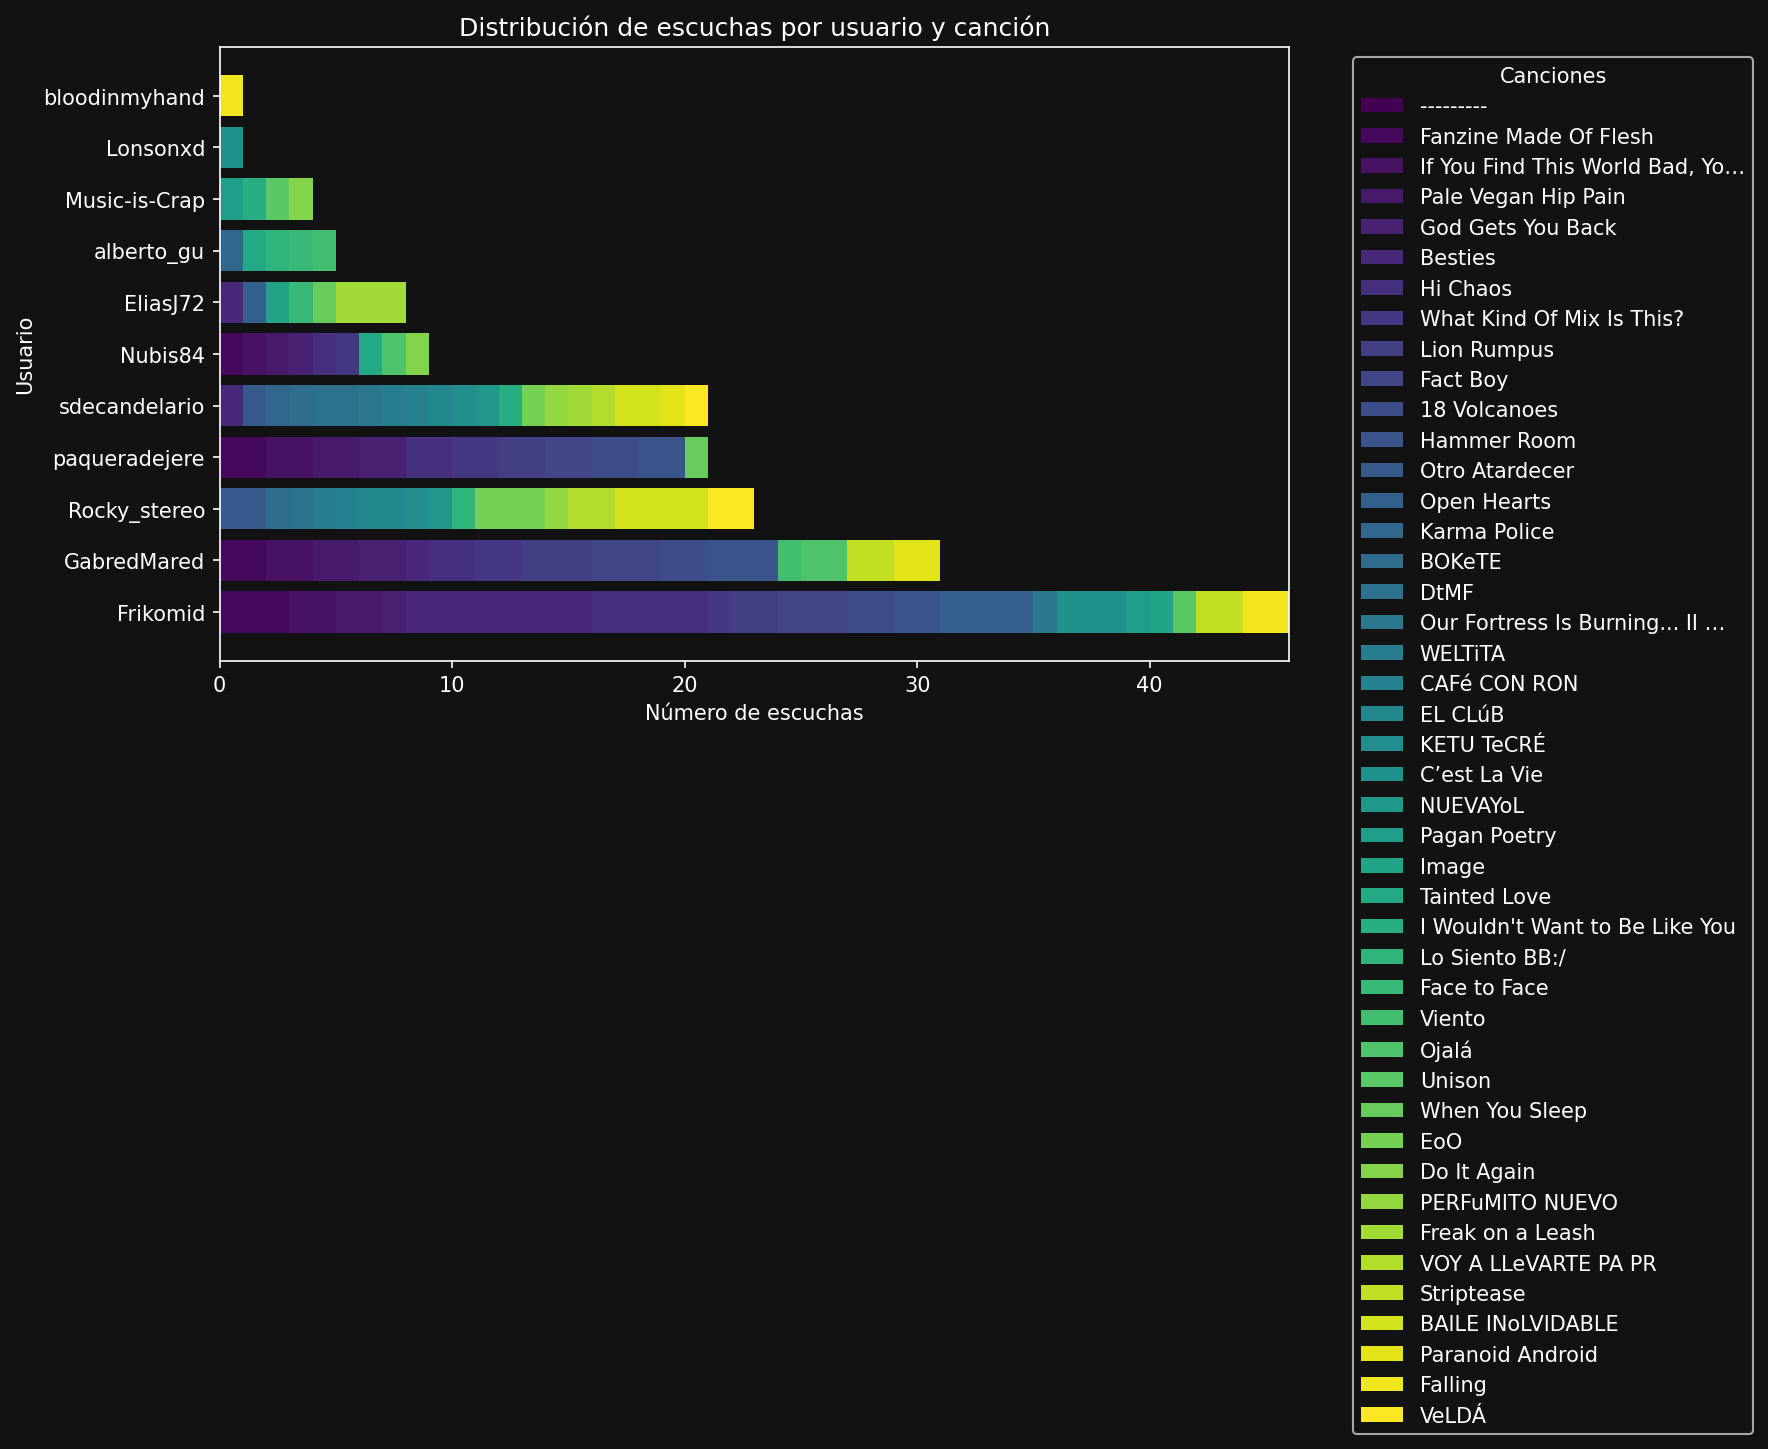 Distribución de escuchas por usuario y canción
Usuario
bloodinmyhand
Lonsonxd
Music-is-Crap
alberto_gu
EliasJ72
Nubis84
sdecandelario
paqueradejere
Rocky_stereo
GabredMared
Frikomid
0 10 20 30 40
Número de escuchas
Canciones
---------
Fanzine Made Of Flesh
If You Find This World Bad, Yo...
Pale Vegan Hip Pain
God Gets You Back
Besties
Hi Chaos
What Kind Of Mix Is This?
Lion Rumpus
Fact Boy
18 Volcanoes
Hammer Room
Otro Atardecer
Open Hearts
Karma Police
BOKeTE
DtMF
Our Fortress Is Burning... II ...
WELTiTA
CAFé CON RON
EL CLúB
KETU TeCRÉ
C’est La Vie
NUEVAYoL
Pagan Poetry
Image
Tainted Love
I Wouldn't Want to Be Like You
Lo Siento BB:/
Face to Face
Viento
Ojalá
Unison
When You Sleep
EoO
Do It Again
PERFuMITO NUEVO
Freak on a Leash
VOY A LLeVARTE PA PR
Striptease
BAILE INoLVIDABLE
Paranoid Android
Falling
VeLDÁ